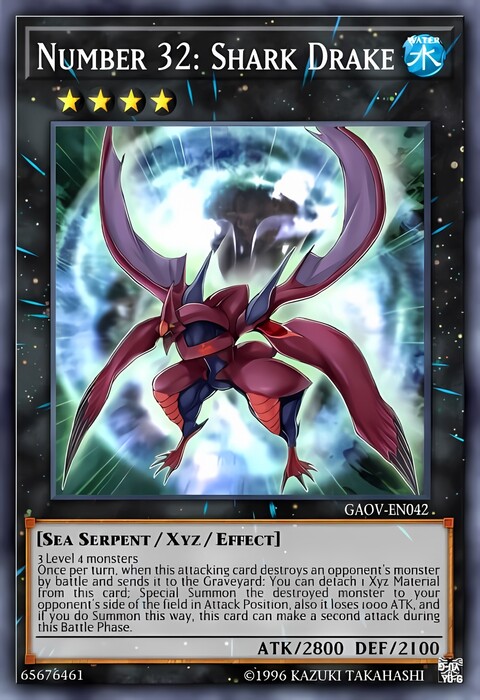 NUMBER 32: SHARK DRAKE
WATER
水
GAOV-EN042
[SEA SERPENT / XYZ / EFFECT]
3 Level 4 monsters
Once per turn, when this attacking card destroys an opponent's monster
by battle and sends it to the Graveyard: You can detach 1 Xyz Material
from this card; Special Summon the destroyed monster to your
opponent's side of the field in Attack Position, also it loses 1000 ATK, and
if you do Summon this way, this card can make a second attack during
this Battle Phase.
ATK/2800 DEF/2100
65676461
©1996 KAZUKI TAKAHASHI